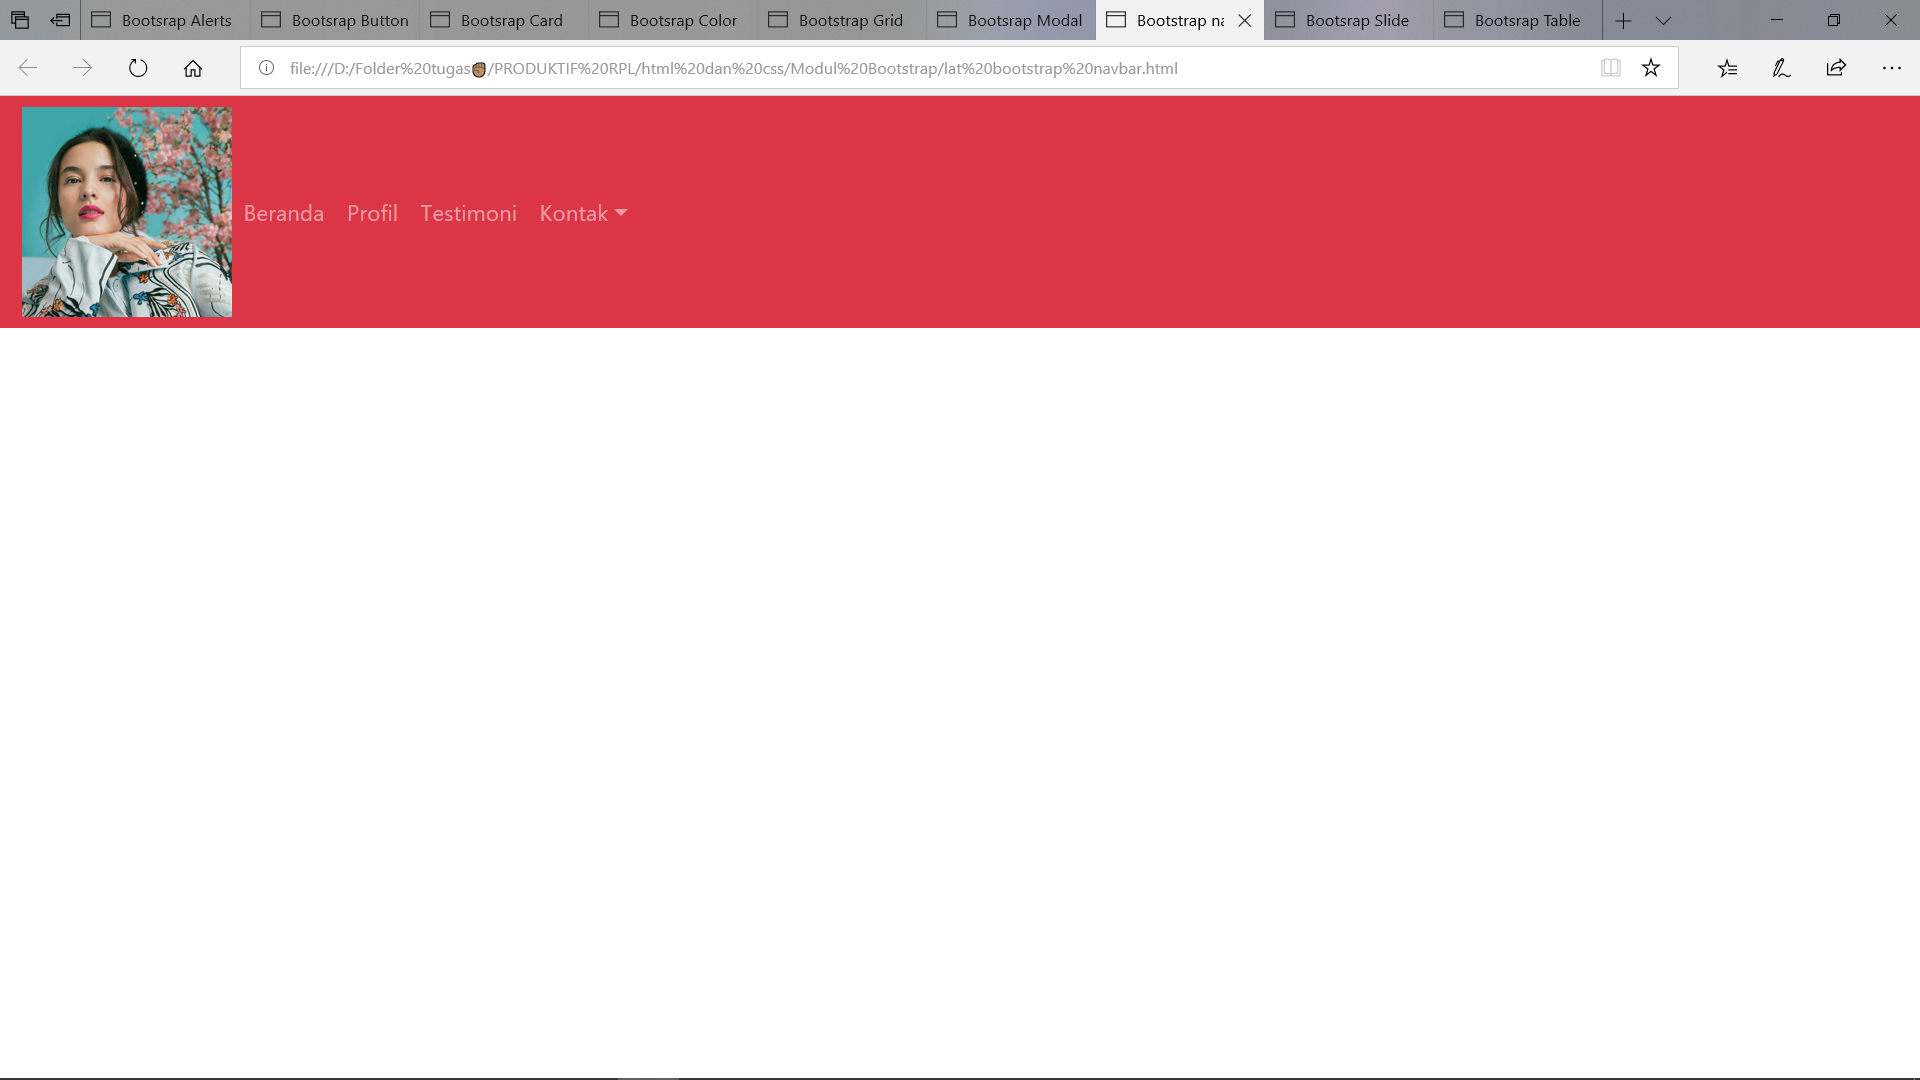 Bootsrap Alerts
Bootsrap Button
Bootsrap Card
Bootsrap Color
Bootstrap Grid
Bootsrap Modal
Bootstrap na
Bootsrap Slide
Bootsrap Table
file:///D:/Folder%20tugas✊🏾/PRODUKTIF%20RPL/html%20dan%20css/Modul%20Bootstrap/lat%20bootstrap%20navbar.html
Beranda Profil Testimoni Kontak